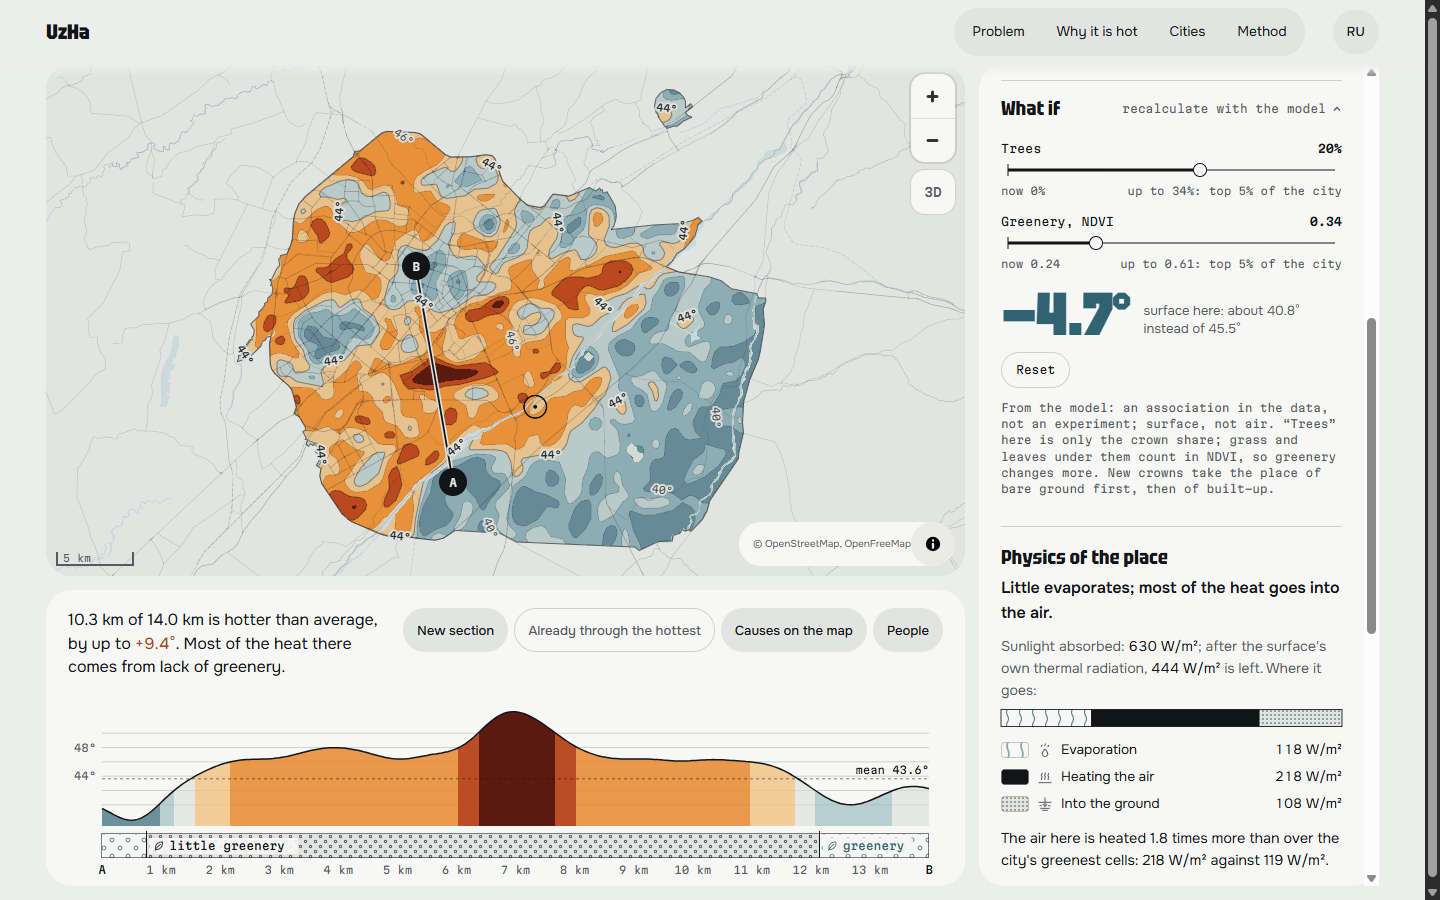 UzHa
Problem
Why it is hot
Cities
Method
RU
46°
44°
44°
44°
44°
44°
44°
44°
44°
46°
44°
44°
44°
40°
44°
44°
44°
40°
40°
44°
B
A
+
−
3D
5 km
© OpenStreetMap, OpenFreeMap
10.3 km of 14.0 km is hotter than average,
by up to +9.4°. Most of the heat there
comes from lack of greenery.
New section
Already through the hottest
Causes on the map
People
48°
44°
mean 43.6°
little greenery
greenery
A 1 km 2 km 3 km 4 km 5 km 6 km 7 km 8 km 9 km 10 km 11 km 12 km 13 km B
What if
recalculate with the model
Trees 20%
now 0% up to 34%: top 5% of the city
Greenery, NDVI 0.34
now 0.24 up to 0.61: top 5% of the city
−4.7°
surface here: about 40.8°
instead of 45.5°
Reset
From the model: an association in the data,
not an experiment; surface, not air. “Trees”
here is only the crown share; grass and
leaves under them count in NDVI, so greenery
changes more. New crowns take the place of
bare ground first, then of built-up.
Physics of the place
Little evaporates; most of the heat goes into
the air.
Sunlight absorbed: 630 W/m²; after the surface's
own thermal radiation, 444 W/m² is left. Where it
goes:
Evaporation 118 W/m²
Heating the air 218 W/m²
Into the ground 108 W/m²
The air here is heated 1.8 times more than over the
city's greenest cells: 218 W/m² against 119 W/m².